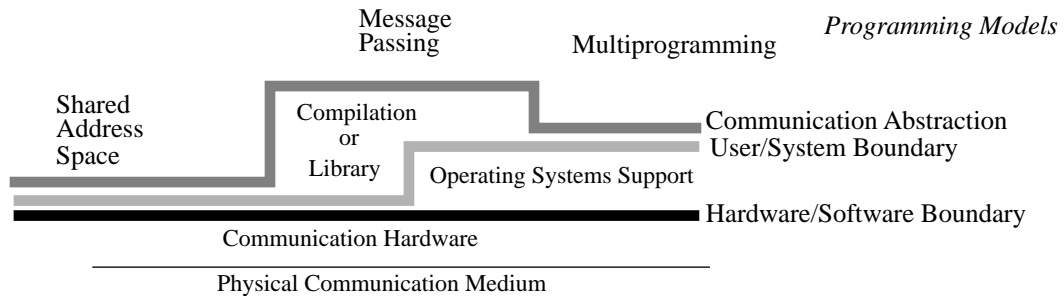 Message
Passing
Multiprogramming
Programming Models
Shared
Address
Space
Compilation
or
Library
Communication Abstraction
User/System Boundary
Operating Systems Support
Hardware/Software Boundary
Communication Hardware
Physical Communication Medium